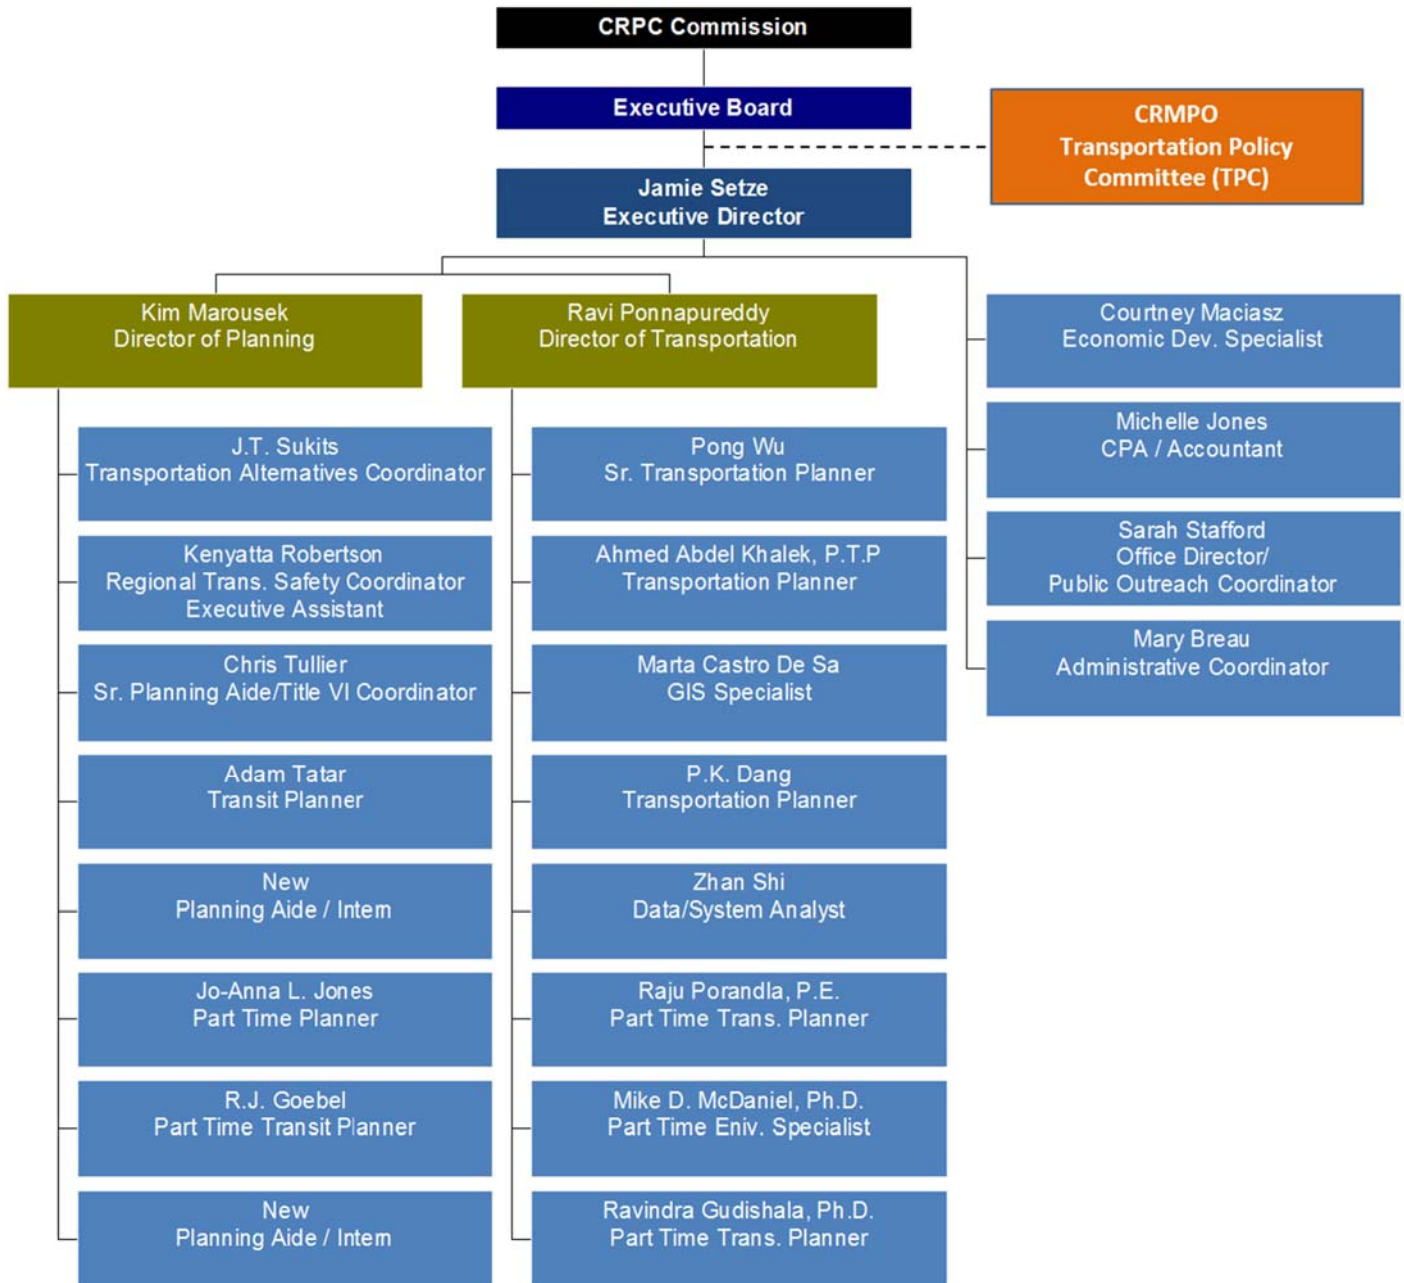 CRPC Commission
Executive Board
CRMPO
Transportation Policy
Committee (TPC)
Jamie Setze
Executive Director
Kim Marousek
Director of Planning
Ravi Ponnapureddy
Director of Transportation
Courtney Maciasz
Economic Dev. Specialist
Michelle Jones
CPA / Accountant
Sarah Stafford
Office Director/
Public Outreach Coordinator
Mary Breau
Administrative Coordinator
J.T. Sukits
Transportation Alternatives Coordinator
Kenyatta Robertson
Regional Trans. Safety Coordinator
Executive Assistant
Chris Tullier
Sr. Planning Aide/Title VI Coordinator
Adam Tatar
Transit Planner
New
Planning Aide / Intern
Jo-Anna L. Jones
Part Time Planner
R.J. Goebel
Part Time Transit Planner
New
Planning Aide / Intern
Pong Wu
Sr. Transportation Planner
Ahmed Abdel Khalek, P.T.P
Transportation Planner
Marta Castro De Sa
GIS Specialist
P.K. Dang
Transportation Planner
Zhan Shi
Data/System Analyst
Raju Porandla, P.E.
Part Time Trans. Planner
Mike D. McDaniel, Ph.D.
Part Time Eniv. Specialist
Ravindra Gudishala, Ph.D.
Part Time Trans. Planner